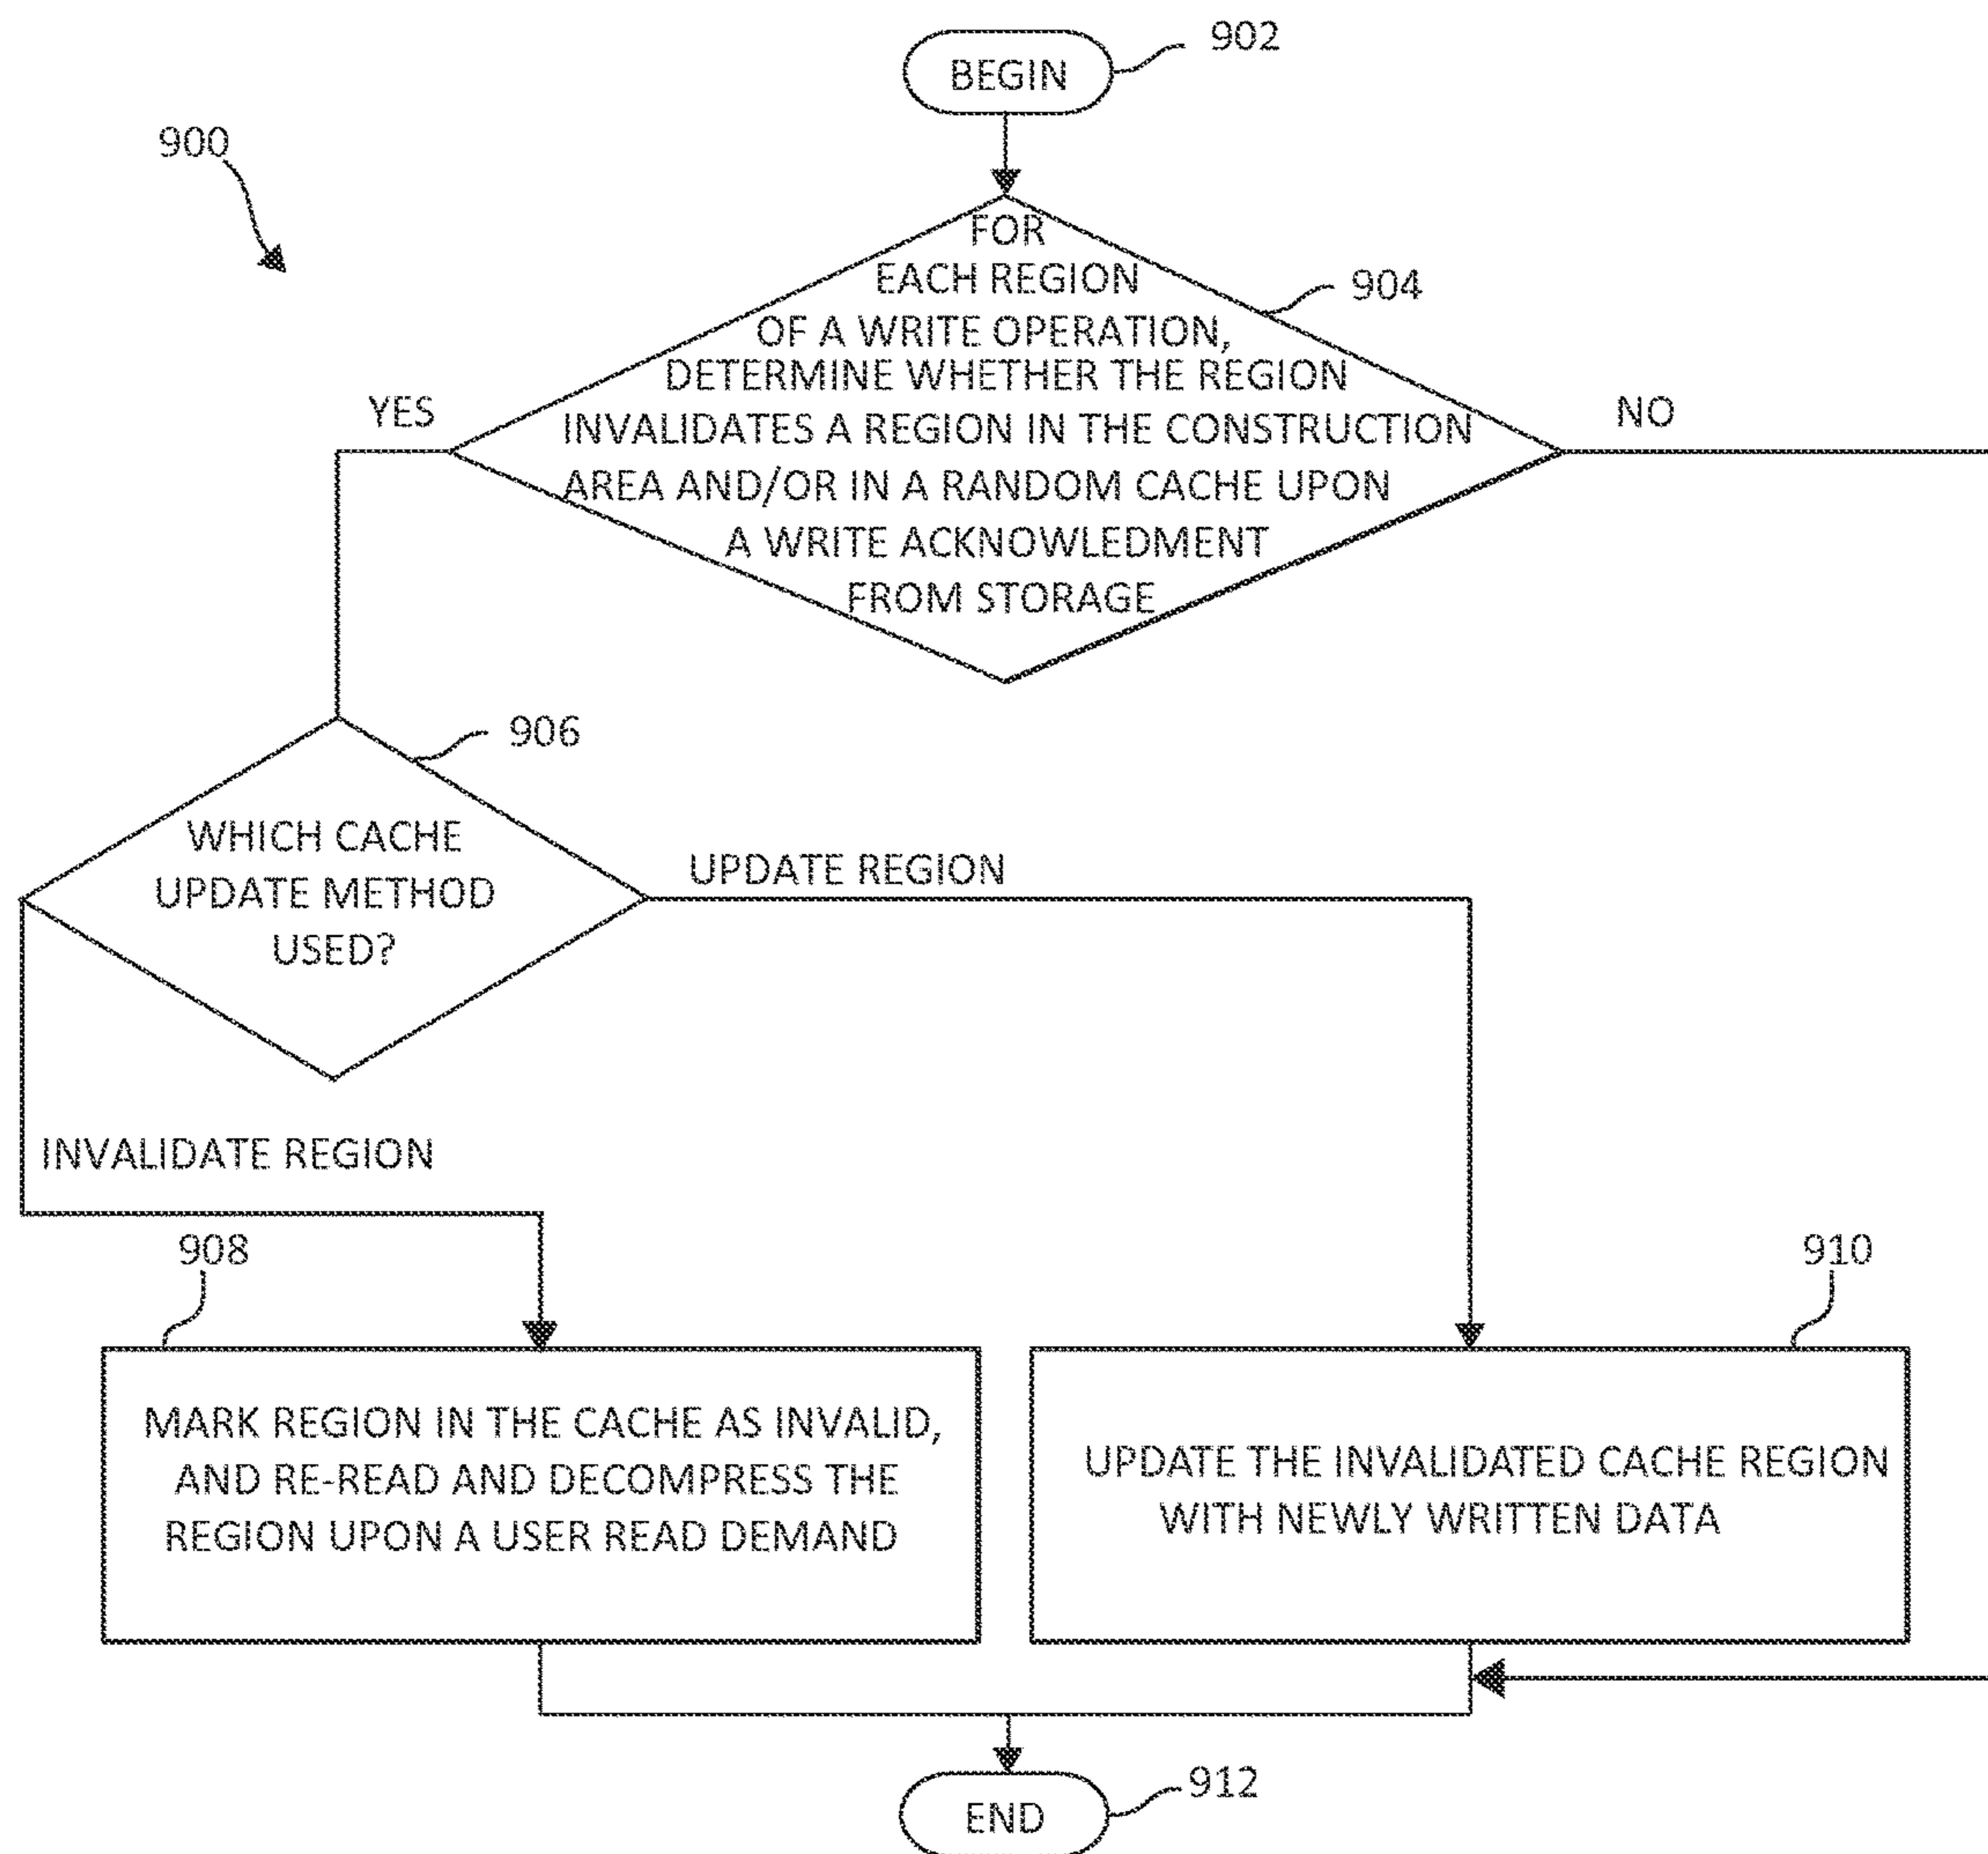 902
BEGIN
900
FOR
EACH REGION
904
OF A WRITE OPERATION,
DETERMINE WHETHER THE REGION
YES
NO
INVALIDATES A REGION IN THE CONSTRUCTION
AREA AND/OR IN A RANDOM CACHE UPON
A WRITE ACKNOWLEDMENT
FROM STORAGE
906
WHICH CACHE
UPDATE METHOD
USED?
UPDATE REGION
INVALIDATE REGION
908
910
MARK REGION IN THE CACHE AS INVALID,
AND RE-READ AND DECOMPRESS THE
REGION UPON A USER READ DEMAND
UPDATE THE INVALIDATED CACHE REGION
WITH NEWLY WRITTEN DATA
912
END